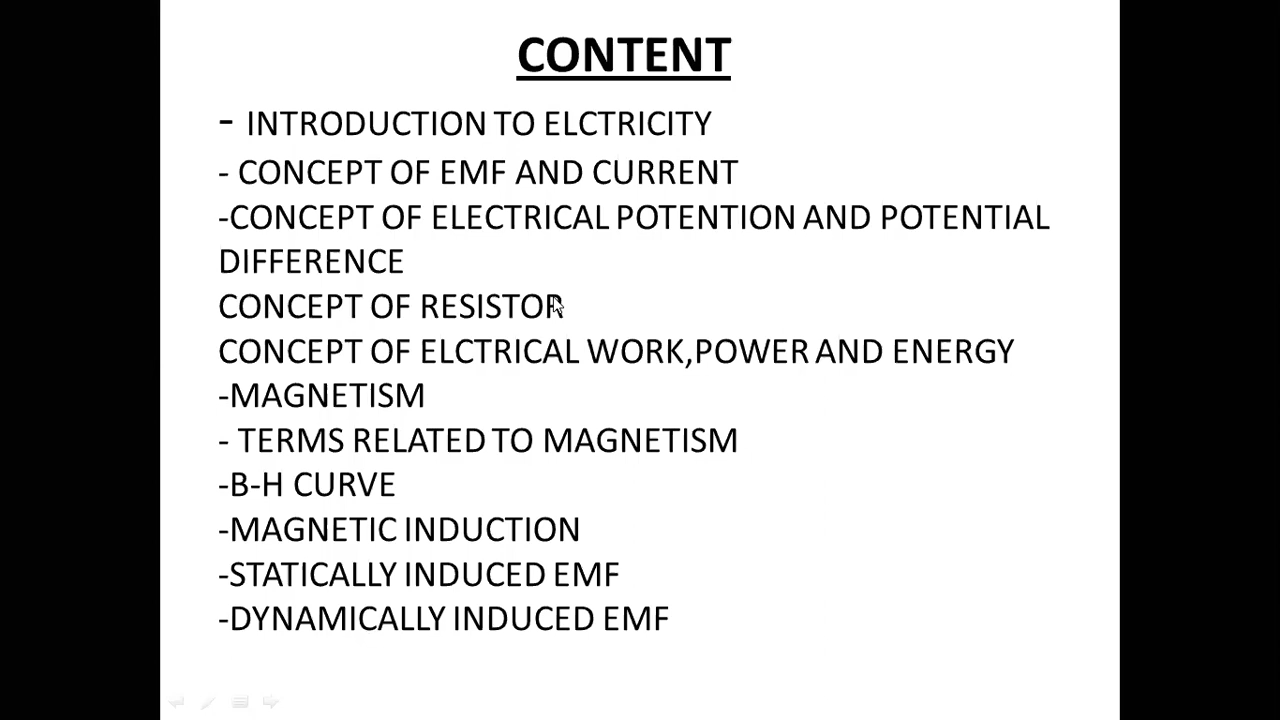 CONTENT
- INTRODUCTION TO ELCTRICITY
- CONCEPT OF EMF AND CURRENT
-CONCEPT OF ELECTRICAL POTENTION AND POTENTIAL
DIFFERENCE
CONCEPT OF RESISTOR
CONCEPT OF ELCTRICAL WORK,POWER AND ENERGY
-MAGNETISM
- TERMS RELATED TO MAGNETISM
-B-H CURVE
-MAGNETIC INDUCTION
-STATICALLY INDUCED EMF
-DYNAMICALLY INDUCED EMF